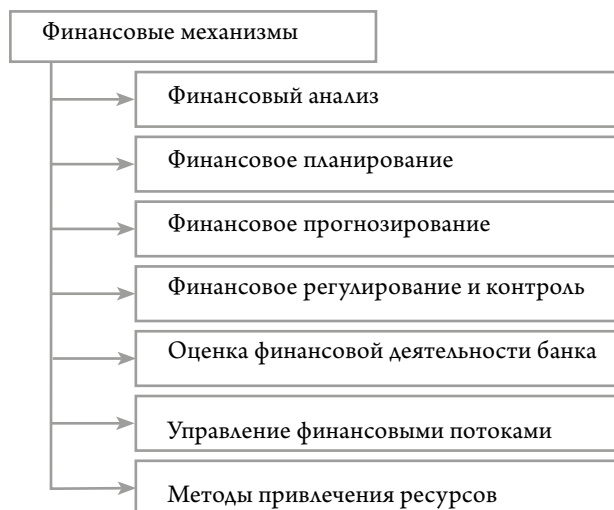 Финансовые механизмы
Финансовый анализ
Финансовое планирование
Финансовое прогнозирование
Финансовое регулирование и контроль
Оценка финансовой деятельности банка
Управление финансовыми потоками
Методы привлечения ресурсов